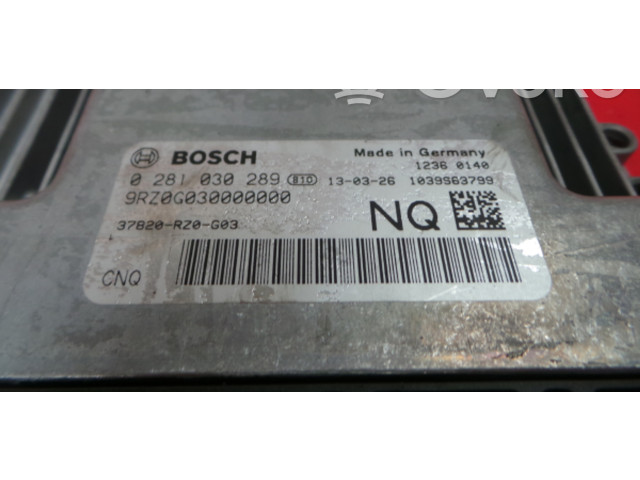 BOSCH Made in Germany
1236 0140
0 281 030 289 810 13-03-26 1039S63799
9RZ0G030000000
37820-RZ0-G03 NQ
CNQ